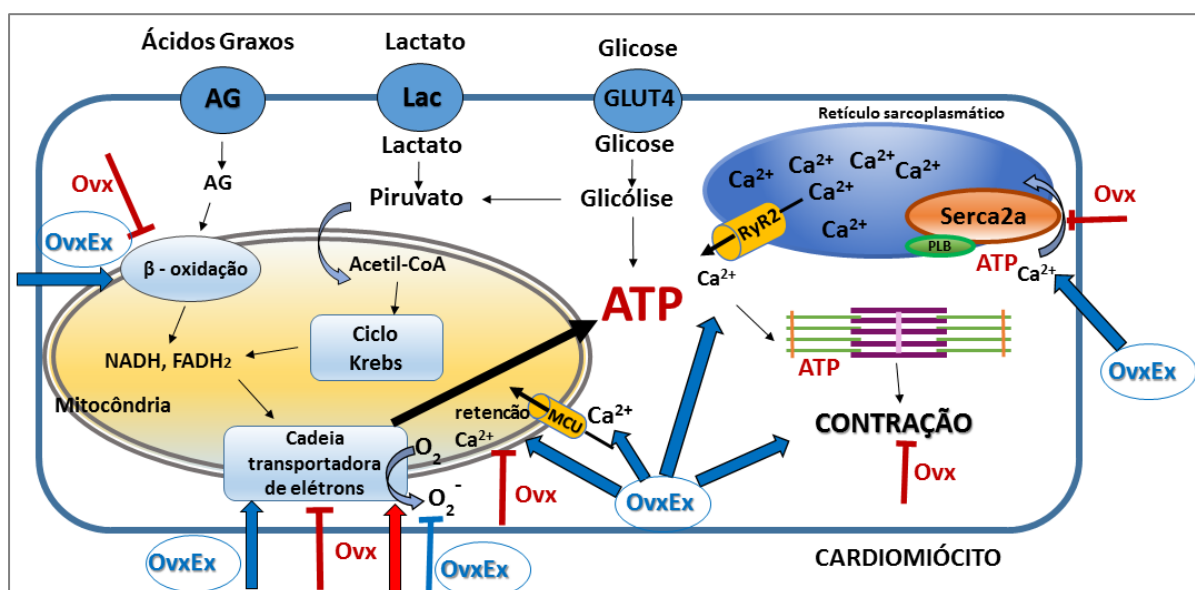 Ácidos Graxos
Lactato
Glicose
AG
Lac
GLUT4
Retículo sarcoplasmático
Lactato
Glicose
Ca²⁺ Ca²⁺ Ca²⁺ Ca²⁺
Ca²⁺ Ca²⁺
Ca²⁺
Ovx
AG
Piruvato
Glicólise
RyR2
Serca2a
Ovx
PLB
OvxEx
ATP
Ca²⁺
β - oxidação
Acetil-CoA
Ca²⁺
ATP
Ciclo
Krebs
NADH, FADH₂
ATP
OvxEx
Mitocôndria
retencão
Ca²⁺
MCU
Ca²⁺
CONTRAÇÃO
Cadeia
transportadora
de elétrons
O₂
O₂⁻
Ovx
OvxEx
Ovx
OvxEx
Ovx
OvxEx
CARDIOMIÓCITO